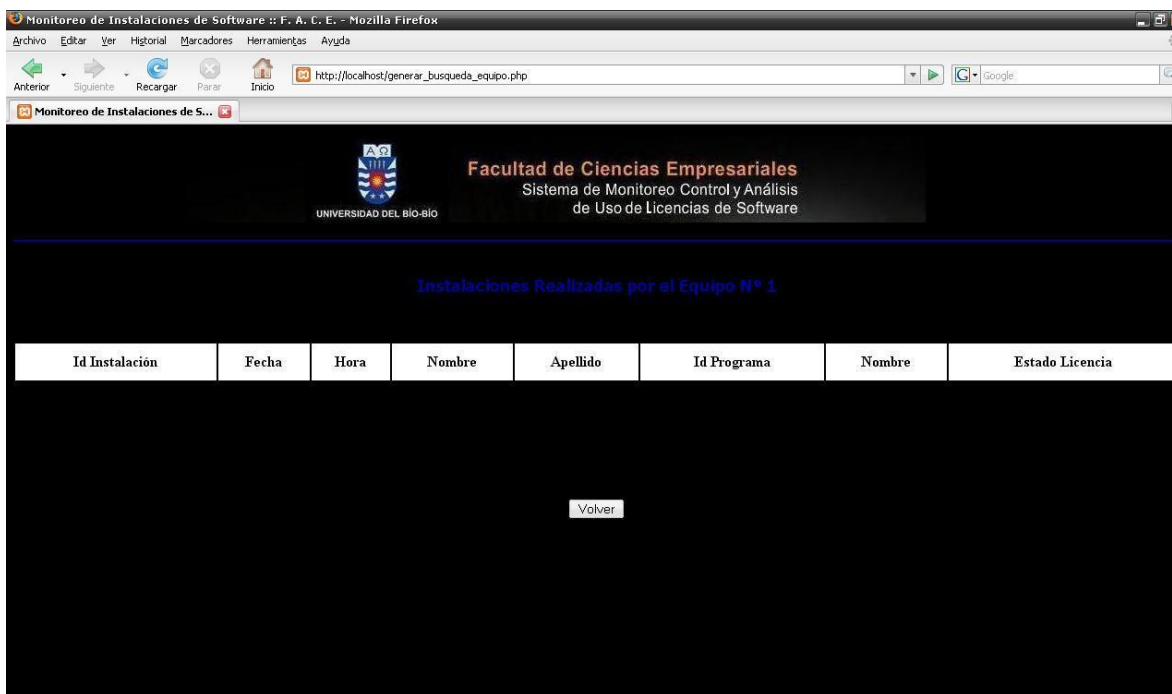 Monitoreo de Instalaciones de Software :: F. A. C. E. - Mozilla Firefox
Archivo Editar Ver Historial Marcadores Herramientas Ayuda
Anterior Siguiente Recargar Parar Inicio http://localhost/generar_busqueda_equipo.php G Google
Monitoreo de Instalaciones de S...
ΑΩ
UNIVERSIDAD DEL BÍO-BÍO
Facultad de Ciencias Empresariales
Sistema de Monitoreo Control y Análisis
de Uso de Licencias de Software
Instalaciones Realizadas por el Equipo Nº 1
Id Instalación Fecha Hora Nombre Apellido Id Programa Nombre Estado Licencia
Volver